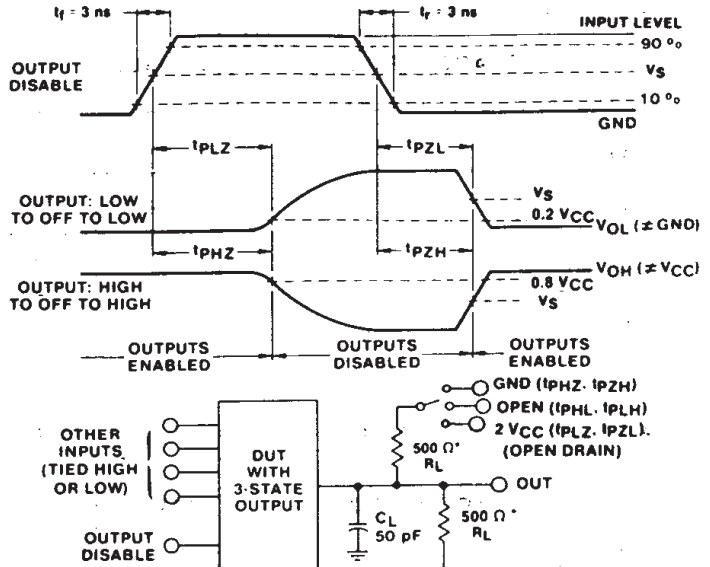 tf = 3 ns
tr = 3 ns
INPUT LEVEL
90 %
OUTPUT
DISABLE
VS
10 %
GND
tPLZ
tPZL
OUTPUT: LOW
TO OFF TO LOW
VS
0.2 VCC
VOL (≠ GND)
tPHZ
tPZH
OUTPUT: HIGH
TO OFF TO HIGH
VOH (≠ VCC)
0.8 VCC
VS
OUTPUTS
ENABLED
OUTPUTS
DISABLED
OUTPUTS
ENABLED
GND (tPHZ, tPZH)
OPEN (tPHL, tPLH)
2 VCC (tPLZ, tPZL).
(OPEN DRAIN)
OTHER
INPUTS
(TIED HIGH
OR LOW)
DUT
WITH
3-STATE
OUTPUT
500 Ω*
RL
OUT
CL
50 pF
500 Ω*
RL
OUTPUT
DISABLE